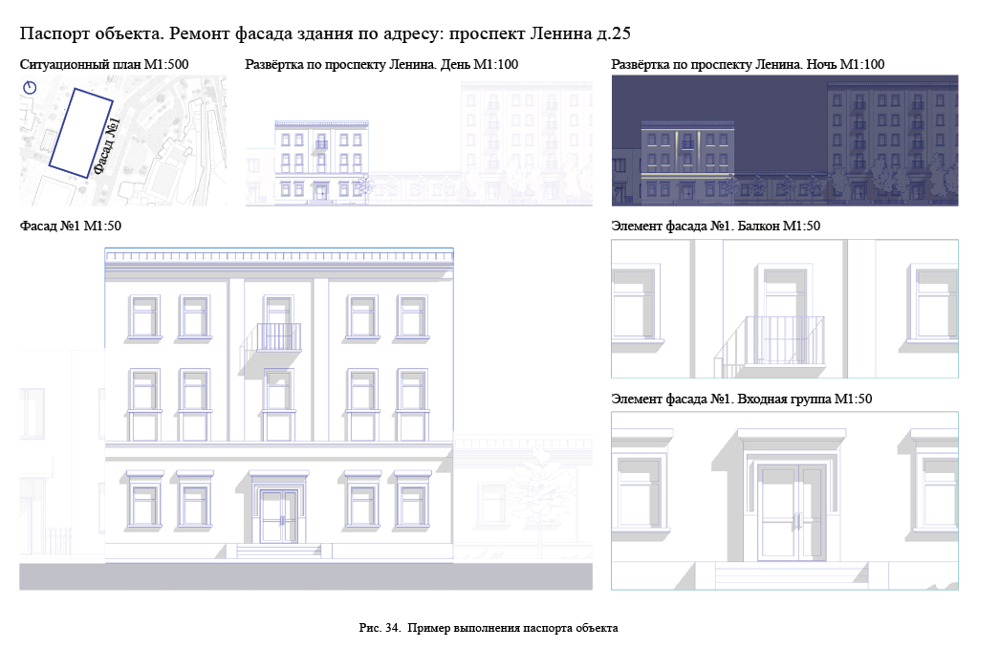 Паспорт объекта. Ремонт фасада здания по адресу: проспект Ленина д.25
Ситуационный план М1:500
Развёртка по проспекту Ленина. День М1:100
Развёртка по проспекту Ленина. Ночь М1:100
Фасад №1
Фасад №1 М1:50
Элемент фасада №1. Балкон М1:50
Элемент фасада №1. Входная группа М1:50
Рис. 34. Пример выполнения паспорта объекта